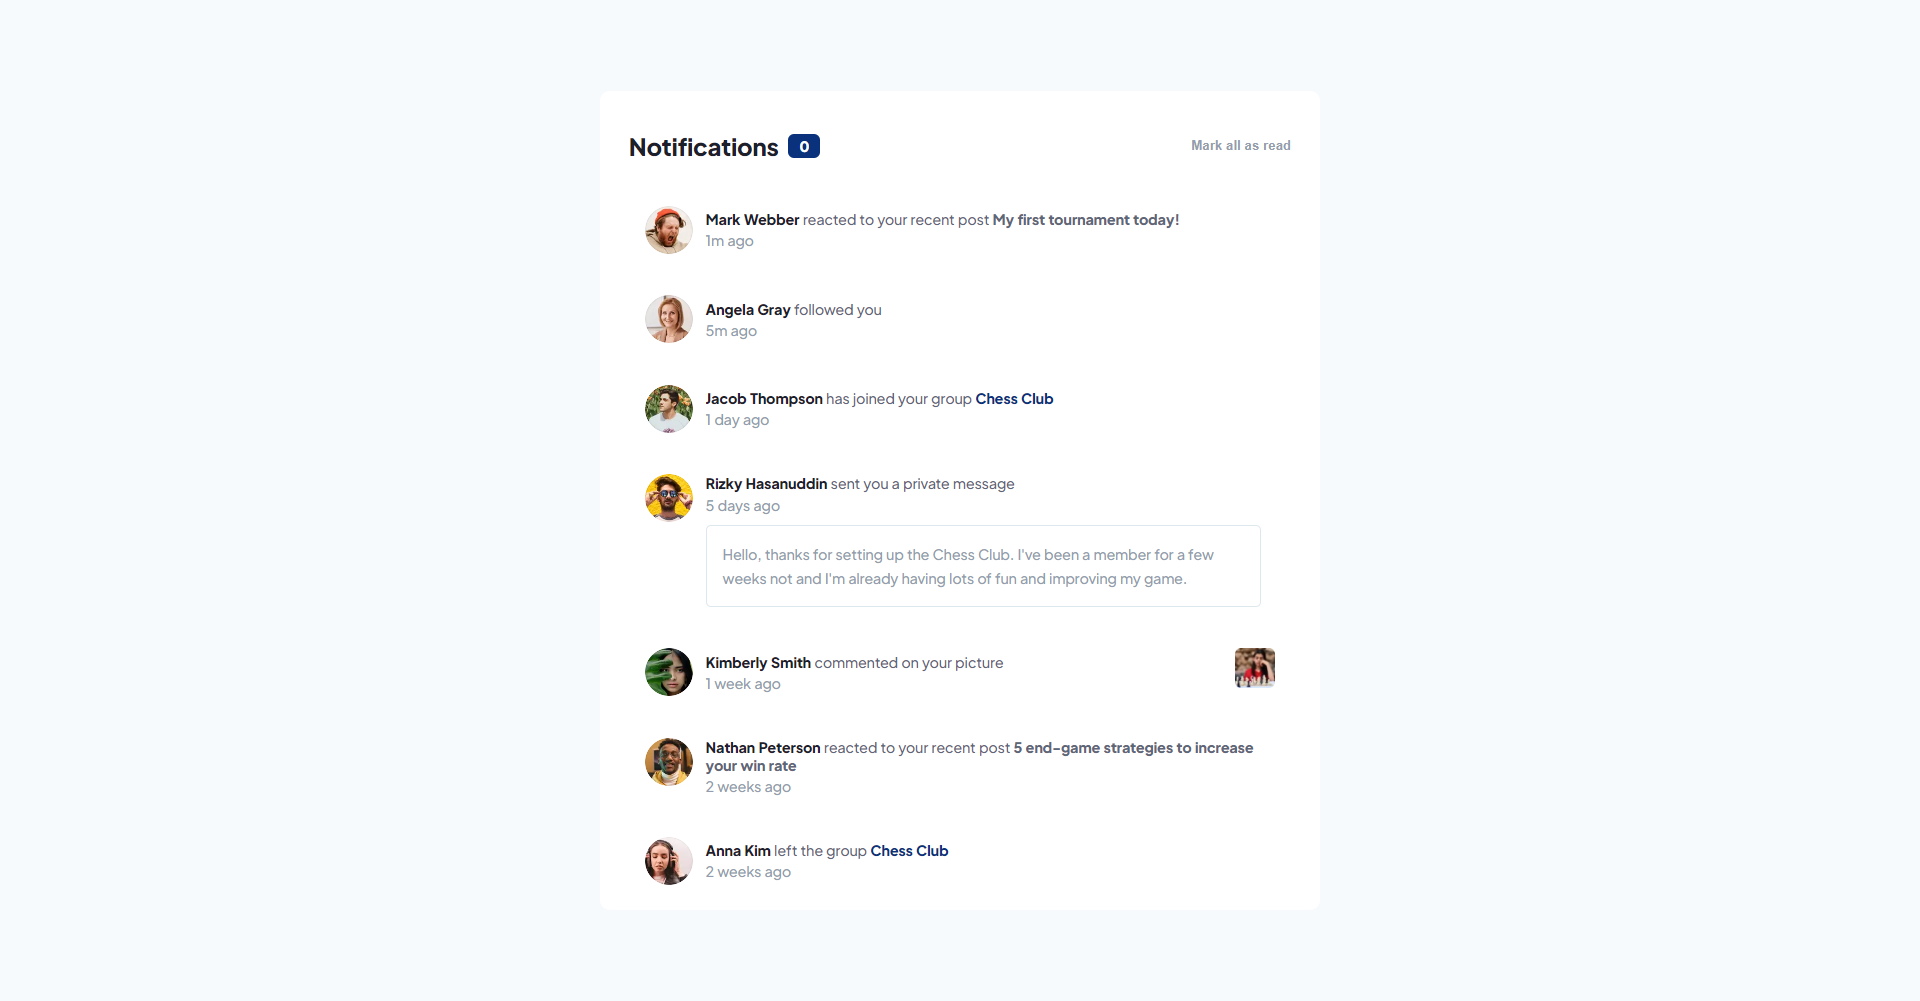 Notifications 0
Mark all as read
Mark Webber reacted to your recent post My first tournament today!
1m ago
Angela Gray followed you
5m ago
Jacob Thompson has joined your group Chess Club
1 day ago
Rizky Hasanuddin sent you a private message
5 days ago
Hello, thanks for setting up the Chess Club. I've been a member for a few
weeks not and I'm already having lots of fun and improving my game.
Kimberly Smith commented on your picture
1 week ago
Nathan Peterson reacted to your recent post 5 end-game strategies to increase
your win rate
2 weeks ago
Anna Kim left the group Chess Club
2 weeks ago